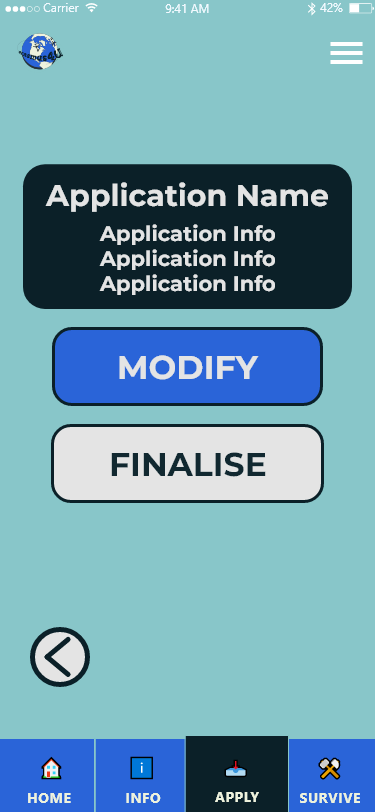 Carrier 9:41 AM 42%
Application Name
Application Info
Application Info
Application Info
MODIFY
FINALISE
i
HOME INFO APPLY SURVIVE